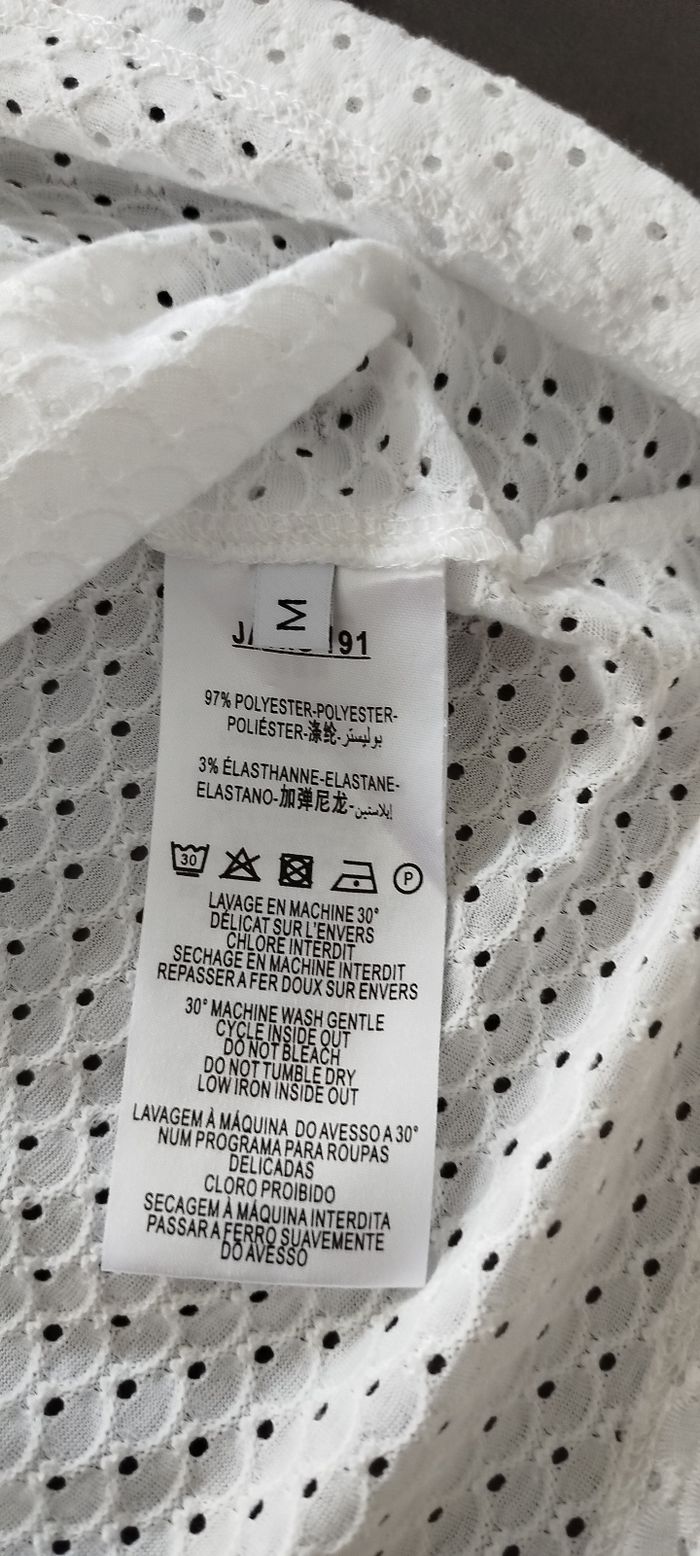 M
191
97% POLYESTER-POLYESTER-
POLIÉSTER-涤纶-بوليستر
3% ÉLASTHANNE-ELASTANE-
ELASTANO-加弹尼龙-إيلاستين
30
P
LAVAGE EN MACHINE 30°
DÉLICAT SUR L'ENVERS
CHLORE INTERDIT
SECHAGE EN MACHINE INTERDIT
REPASSER A FER DOUX SUR ENVERS
30° MACHINE WASH GENTLE
CYCLE INSIDE OUT
DO NOT BLEACH
DO NOT TUMBLE DRY
LOW IRON INSIDE OUT
LAVAGEM À MÁQUINA DO AVESSO A 30°
NUM PROGRAMA PARA ROUPAS
DELICADAS
CLORO PROIBIDO
SECAGEM À MÁQUINA INTERDITA
PASSAR A FERRO SUAVEMENTE
DO AVESSO